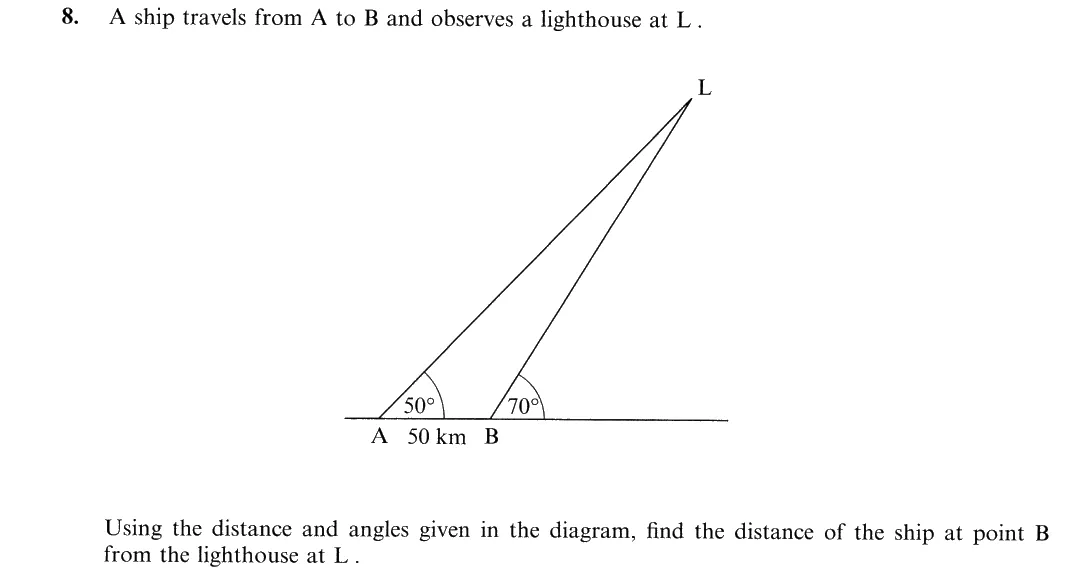 8. A ship travels from A to B and observes a lighthouse at L .
L
50° 70°
A 50 km B
Using the distance and angles given in the diagram, find the distance of the ship at point B
from the lighthouse at L .